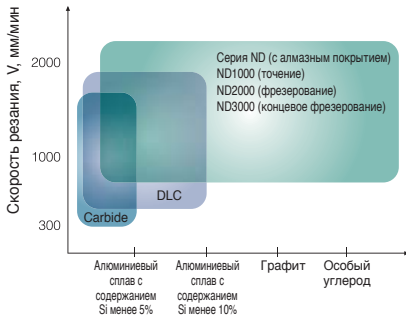 Скорость резания, V, мм/мин
2000
1000
300
Серия ND (с алмазным покрытием)
ND1000 (точение)
ND2000 (фрезерование)
ND3000 (концевое фрезерование)
DLC
Carbide
Алюминиевый
сплав с
содержанием
Si менее 5%
Алюминиевый
сплав с
содержанием
Si менее 10%
Графит
Особый
углерод